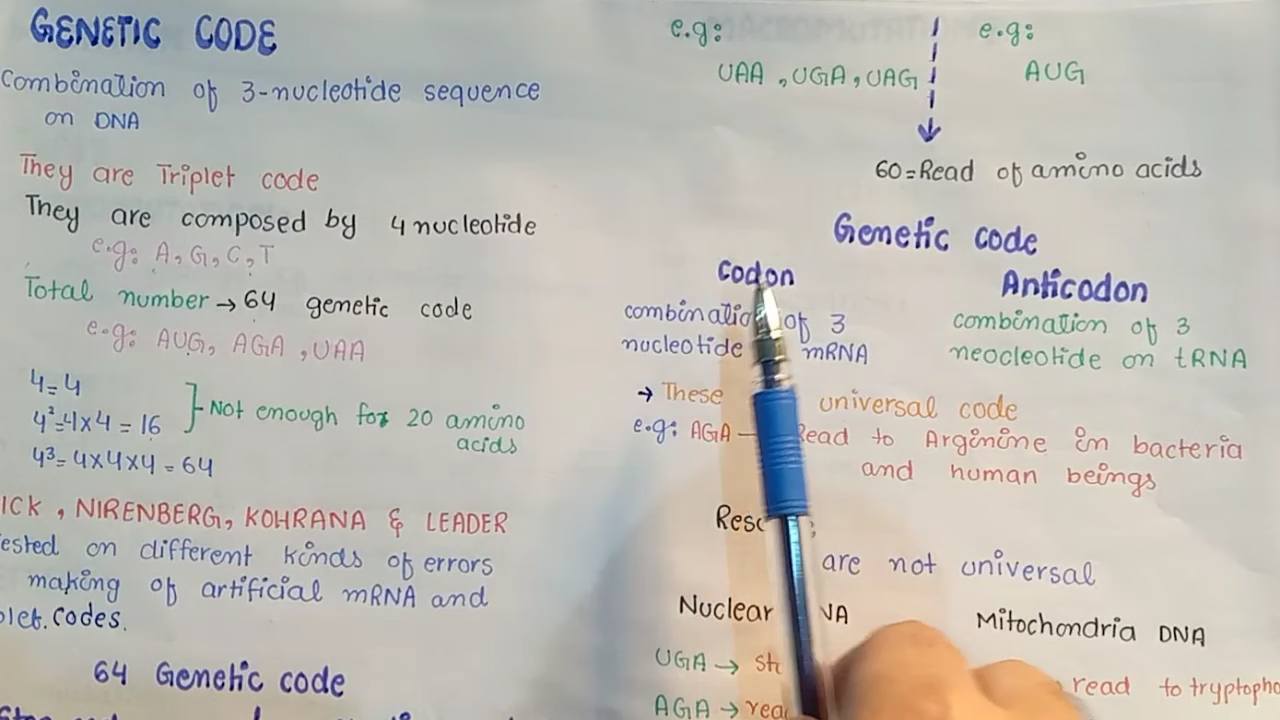 GENETIC CODE
Combination of 3-nucleotide sequence
on DNA
They are Triplet code
They are composed by 4 nucleotide
e.g: A, G, C, T
Total number → 64 genetic code
e.g: AUG, AGA, UAA
4=4
4²=4x4=16
} Not enough for 20 amino
acids
4³=4x4x4=64
ICK, NIRENBERG, KOHRANA & LEADER
ested on different kinds of errors
making of artificial mRNA and
plet codes.
64 Genetic code
e.g:
UAA, UGA, UAG
e.g:
AUG
60=Read of amino acids
Genetic code
Codon
combinatio of 3
nucleotide mRNA
Anticodon
combination of 3
neocleotide on tRNA
→ These universal code
e.g: AGA — Read to Arginine in bacteria
and human beings
are not universal
Nuclear NA
Mitochondria DNA
UGA → st
read to tryptopho
AGA → rea